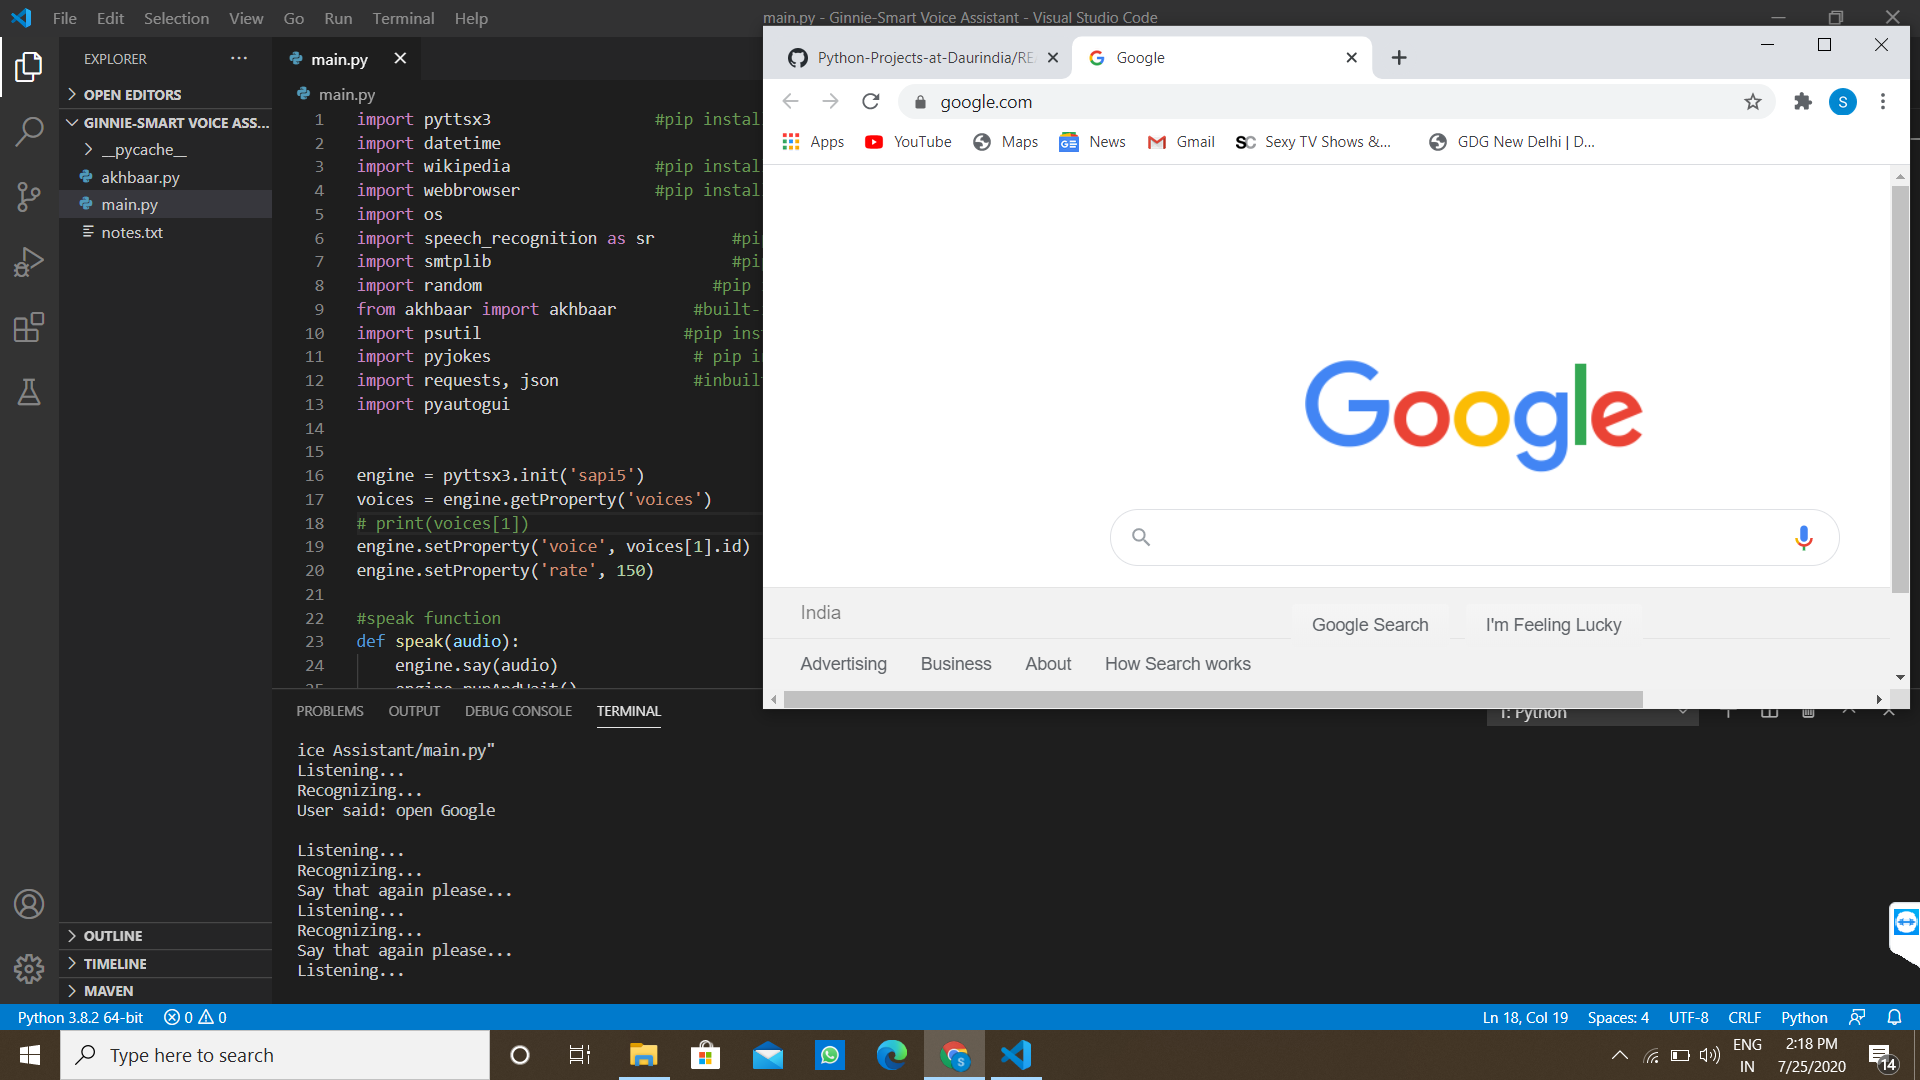 File Edit Selection View Go Run Terminal Help
main.py - Ginnie-Smart Voice Assistant - Visual Studio Code
EXPLORER
OPEN EDITORS
GINNIE-SMART VOICE ASS...
__pycache__
akhbaar.py
main.py
notes.txt
OUTLINE
TIMELINE
MAVEN
main.py
main.py
1 import pyttsx3 #pip instal
2 import datetime
3 import wikipedia #pip instal
4 import webbrowser #pip instal
5 import os
6 import speech_recognition as sr #pi
7 import smtplib #pi
8 import random #pip
9 from akhbaar import akhbaar #built-
10 import psutil #pip ins
11 import pyjokes # pip i
12 import requests, json #inbuil
13 import pyautogui
14
15
16 engine = pyttsx3.init('sapi5')
17 voices = engine.getProperty('voices')
18 # print(voices[1])
19 engine.setProperty('voice', voices[1].id)
20 engine.setProperty('rate', 150)
21
22 #speak function
23 def speak(audio):
24 engine.say(audio)
25 engine.runAndWait()
Python-Projects-at-Daurindia/RE
Google
google.com
S
Apps YouTube Maps News Gmail SC Sexy TV Shows &... GDG New Delhi | D...
Google
India
Google Search I'm Feeling Lucky
Advertising Business About How Search works
PROBLEMS OUTPUT DEBUG CONSOLE TERMINAL
1: Python
ice Assistant/main.py"
Listening...
Recognizing...
User said: open Google
Listening...
Recognizing...
Say that again please...
Listening...
Recognizing...
Say that again please...
Listening...
Python 3.8.2 64-bit 0 0
Ln 18, Col 19 Spaces: 4 UTF-8 CRLF Python
Type here to search
ENG
IN
2:18 PM
7/25/2020
14